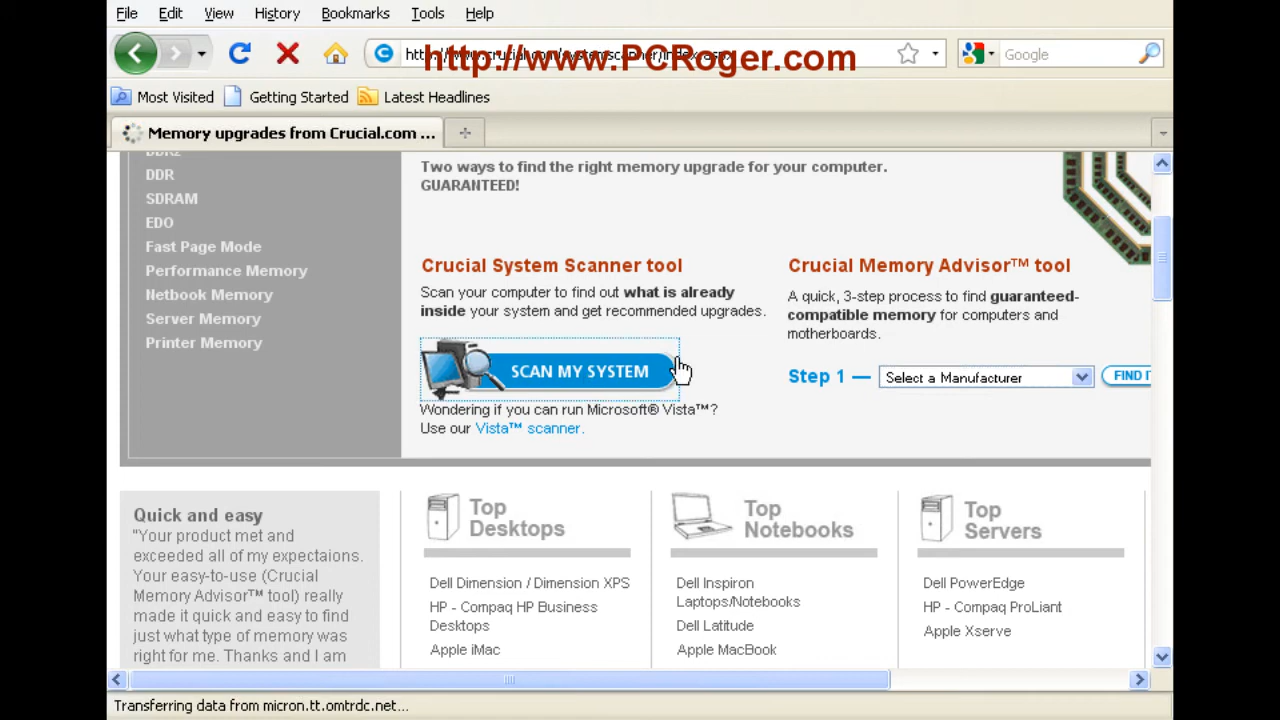 File Edit View History Bookmarks Tools Help
http://www.PCRoger.com
Google
Most Visited Getting Started Latest Headlines
Memory upgrades from Crucial.com ...
DDR2
DDR
SDRAM
EDO
Fast Page Mode
Performance Memory
Netbook Memory
Server Memory
Printer Memory
Two ways to find the right memory upgrade for your computer.
GUARANTEED!
Crucial System Scanner tool
Scan your computer to find out what is already
inside your system and get recommended upgrades.
SCAN MY SYSTEM
Wondering if you can run Microsoft® Vista™?
Use our Vista™ scanner.
Crucial Memory Advisor™ tool
A quick, 3-step process to find guaranteed-
compatible memory for computers and
motherboards.
Step 1 — Select a Manufacturer FIND I
Quick and easy
"Your product met and
exceeded all of my expectaions.
Your easy-to-use (Crucial
Memory Advisor™ tool) really
made it quick and easy to find
just what type of memory was
right for me. Thanks and I am
Top
Desktops
Dell Dimension / Dimension XPS
HP - Compaq HP Business
Desktops
Apple iMac
Top
Notebooks
Dell Inspiron
Laptops/Notebooks
Dell Latitude
Apple MacBook
Top
Servers
Dell PowerEdge
HP - Compaq ProLiant
Apple Xserve
Transferring data from micron.tt.omtrdc.net...